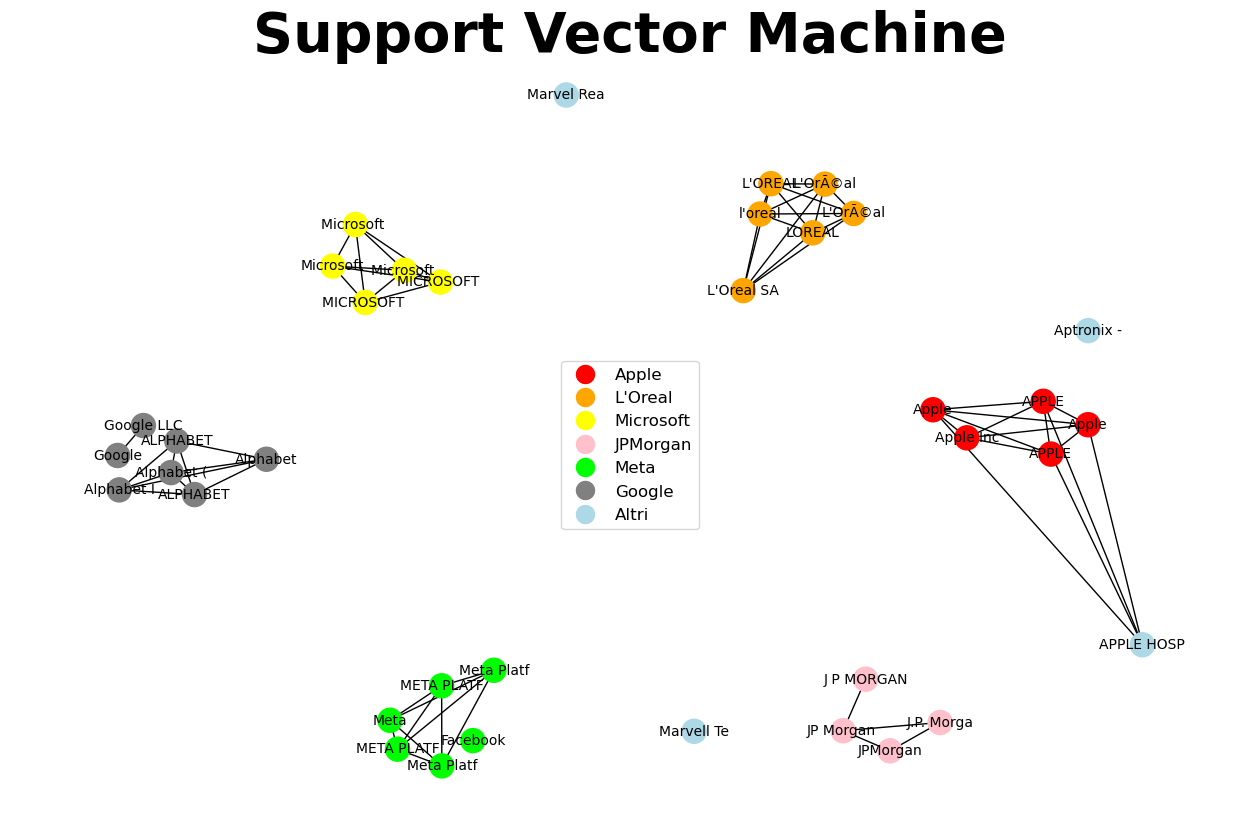 Support Vector Machine
Marvel Rea
L'OREAL
L'OrÃ©al
l'oreal
L'OrÃ©al
LOREAL
L'Oreal SA
Microsoft
Microsoft
Microsoft
MICROSOFT
MICROSOFT
Aptronix -
Apple
L'Oreal
Microsoft
JPMorgan
Meta
Google
Altri
Apple
APPLE
Apple
Apple Inc
APPLE
APPLE HOSP
Google LLC
ALPHABET
Google
Alphabet
Alphabet (
Alphabet I
ALPHABET
Meta Platf
META PLATF
Meta
Facebook
META PLATF
Meta Platf
Marvell Te
J P MORGAN
J.P. Morga
JP Morgan
JPMorgan